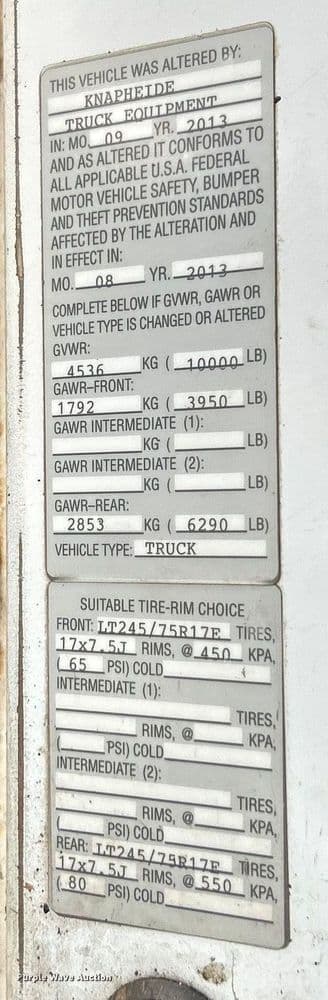 THIS VEHICLE WAS ALTERED BY:
KNAPHEIDE
TRUCK EQUIPMENT
IN: MO. 09 YR. 2013
AND AS ALTERED IT CONFORMS TO
ALL APPLICABLE U.S.A. FEDERAL
MOTOR VEHICLE SAFETY, BUMPER
AND THEFT PREVENTION STANDARDS
AFFECTED BY THE ALTERATION AND
IN EFFECT IN:
MO. 08 YR. 2013
COMPLETE BELOW IF GVWR, GAWR OR
VEHICLE TYPE IS CHANGED OR ALTERED
GVWR:
4536 KG ( 10000 LB)
GAWR–FRONT:
1792 KG ( 3950 LB)
GAWR INTERMEDIATE (1):
KG ( LB)
GAWR INTERMEDIATE (2):
KG ( LB)
GAWR–REAR:
2853 KG ( 6290 LB)
VEHICLE TYPE: TRUCK
SUITABLE TIRE-RIM CHOICE
FRONT: LT245/75R17E TIRES,
17x7.5J RIMS, @ 450 KPA,
( 65 PSI) COLD
INTERMEDIATE (1):
TIRES,
RIMS, @ KPA,
( PSI) COLD
INTERMEDIATE (2):
TIRES,
RIMS, @ KPA,
( PSI) COLD
REAR: LT245/75R17E TIRES,
17x7.5J RIMS, @ 550 KPA,
( 80 PSI) COLD
Purple Wave Auction